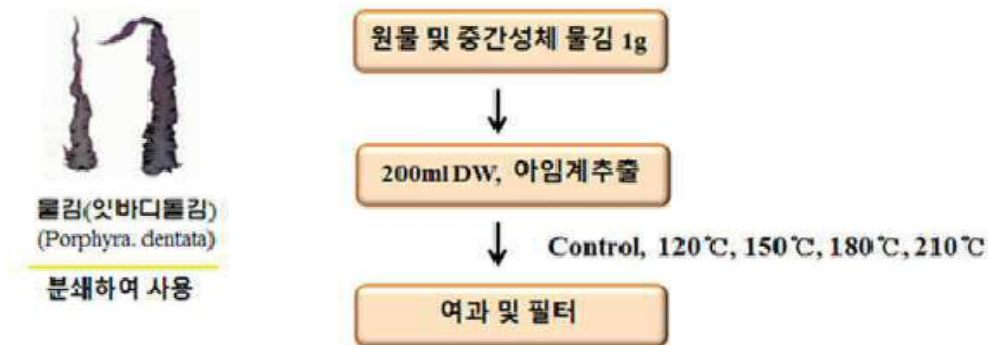 원물 및 중간성체 물김 1g
200ml DW, 아임계추출
Control, 120℃, 150℃, 180℃, 210℃
여과 및 필터
물김(잇바디돌김)
(Porphyra. dentata)
분쇄하여 사용